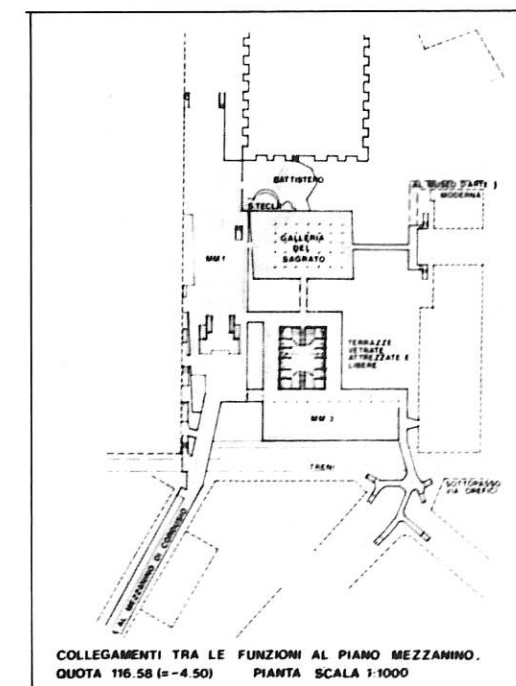 BATTISTERO
S. TECLA
AL MUSEO D'ARTE
MODERNA
GALLERIA
DEL
SAGRATO
MM 1
TERRAZZE
VETRATE
ATTREZZATE E
LIBERE
MM 3
TRENI
SOTTOPASSO
VIA OREFICI
AL MEZZANINO DI CORDUSIO
COLLEGAMENTI TRA LE FUNZIONI AL PIANO MEZZANINO.
QUOTA 116.58 (=-4.50) PIANTA SCALA 1:1000